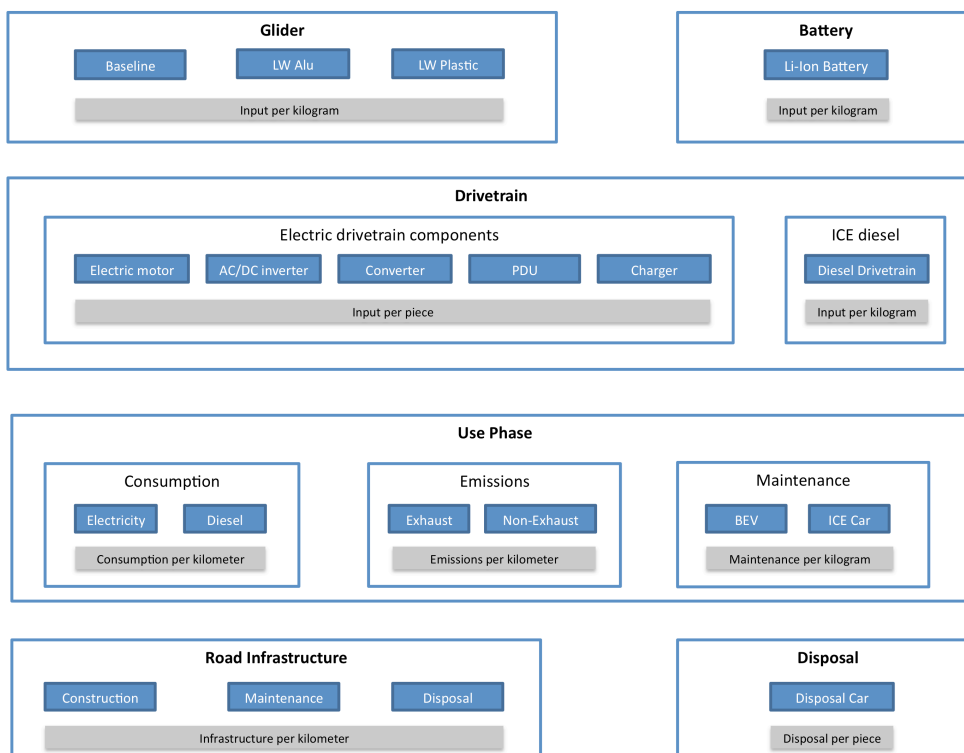 Glider
Battery
Baseline
LW Alu
LW Plastic
Li-Ion Battery
Input per kilogram
Input per kilogram
Drivetrain
Electric drivetrain components
ICE diesel
Electric motor
AC/DC inverter
Converter
PDU
Charger
Diesel Drivetrain
Input per piece
Input per kilogram
Use Phase
Consumption
Emissions
Maintenance
Electricity
Diesel
Exhaust
Non-Exhaust
BEV
ICE Car
Consumption per kilometer
Emissions per kilometer
Maintenance per kilogram
Road Infrastructure
Disposal
Construction
Maintenance
Disposal
Disposal Car
Infrastructure per kilometer
Disposal per piece